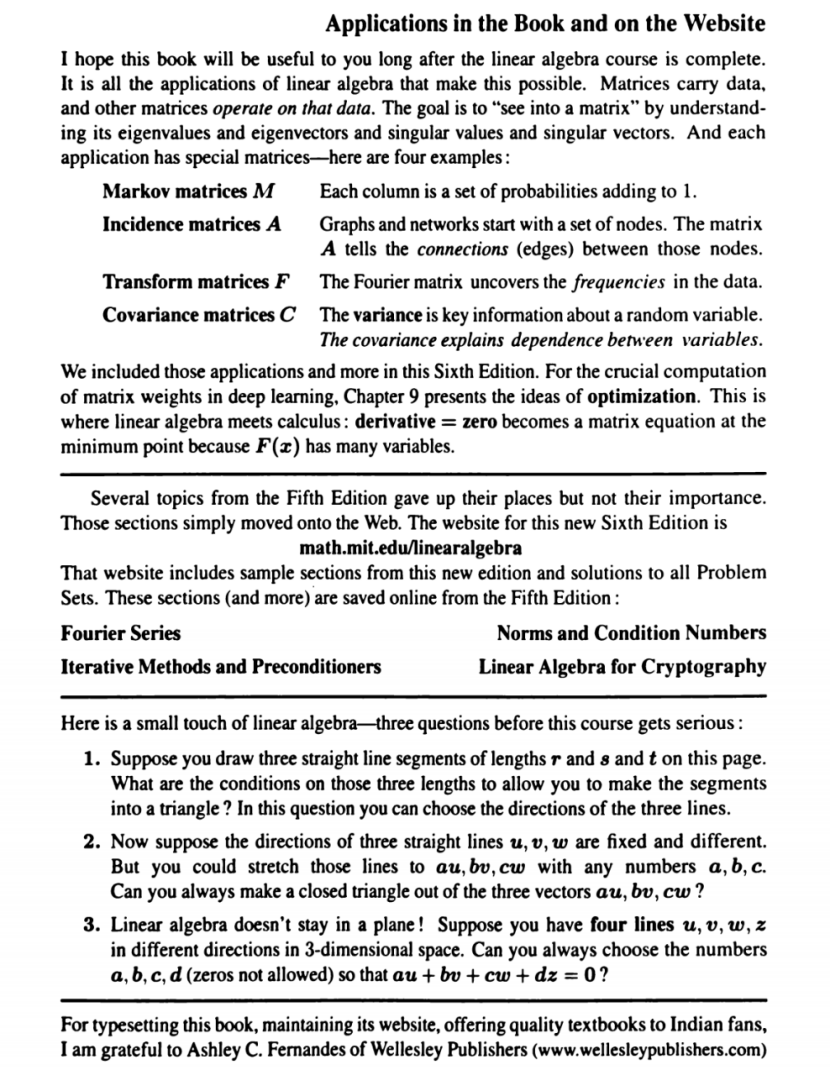 Applications in the Book and on the Website
I hope this book will be useful to you long after the linear algebra course is complete.
It is all the applications of linear algebra that make this possible. Matrices carry data,
and other matrices operate on that data. The goal is to “see into a matrix” by understand-
ing its eigenvalues and eigenvectors and singular values and singular vectors. And each
application has special matrices—here are four examples :
Markov matrices M Each column is a set of probabilities adding to 1.
Incidence matrices A Graphs and networks start with a set of nodes. The matrix
A tells the connections (edges) between those nodes.
Transform matrices F The Fourier matrix uncovers the frequencies in the data.
Covariance matrices C The variance is key information about a random variable.
The covariance explains dependence between variables.
We included those applications and more in this Sixth Edition. For the crucial computation
of matrix weights in deep learning, Chapter 9 presents the ideas of optimization. This is
where linear algebra meets calculus : derivative = zero becomes a matrix equation at the
minimum point because F(x) has many variables.
Several topics from the Fifth Edition gave up their places but not their importance.
Those sections simply moved onto the Web. The website for this new Sixth Edition is
math.mit.edu/linearalgebra
That website includes sample sections from this new edition and solutions to all Problem
Sets. These sections (and more) are saved online from the Fifth Edition :
Fourier Series Norms and Condition Numbers
Iterative Methods and Preconditioners Linear Algebra for Cryptography
Here is a small touch of linear algebra—three questions before this course gets serious :
1. Suppose you draw three straight line segments of lengths r and s and t on this page.
What are the conditions on those three lengths to allow you to make the segments
into a triangle ? In this question you can choose the directions of the three lines.
2. Now suppose the directions of three straight lines u, v, w are fixed and different.
But you could stretch those lines to au, bv, cw with any numbers a, b, c.
Can you always make a closed triangle out of the three vectors au, bv, cw ?
3. Linear algebra doesn't stay in a plane ! Suppose you have four lines u, v, w, z
in different directions in 3-dimensional space. Can you always choose the numbers
a, b, c, d (zeros not allowed) so that au + bv + cw + dz = 0 ?
For typesetting this book, maintaining its website, offering quality textbooks to Indian fans,
I am grateful to Ashley C. Fernandes of Wellesley Publishers (www.wellesleypublishers.com)